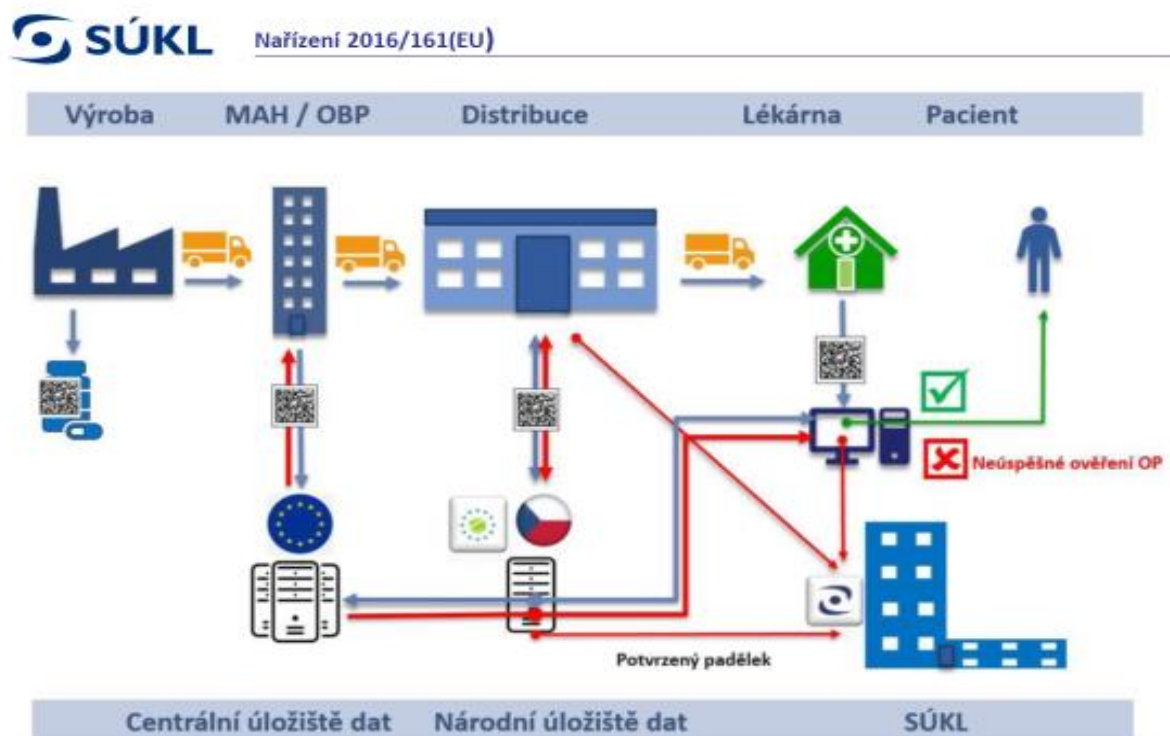 SÚKL Nařízení 2016/161(EU)
Výroba MAH / OBP Distribuce Lékárna Pacient
Neúspěšné ověření OP
Potvrzený padělek
Centrální úložiště dat Národní úložiště dat SÚKL